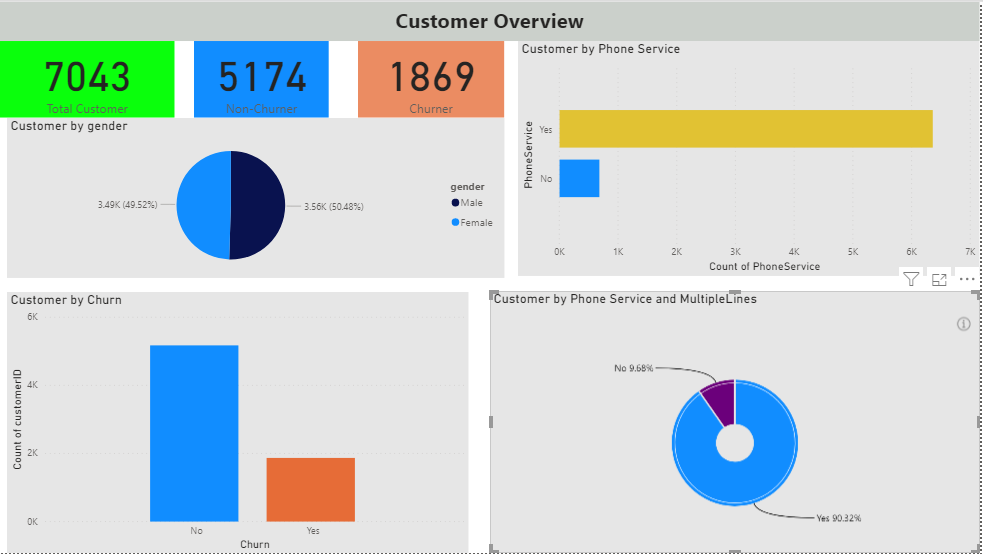 Customer Overview
7043
Total Customer
5174
Non-Churner
1869
Churner
Customer by gender
3.49K (49.52%)
3.56K (50.48%)
gender
Male
Female
Customer by Phone Service
PhoneService
Yes
No
0K 1K 2K 3K 4K 5K 6K 7K
Count of PhoneService
Customer by Churn
Count of customerID
6K
4K
2K
0K
No Yes
Churn
Customer by Phone Service and MultipleLines
No 9.68%
Yes 90.32%